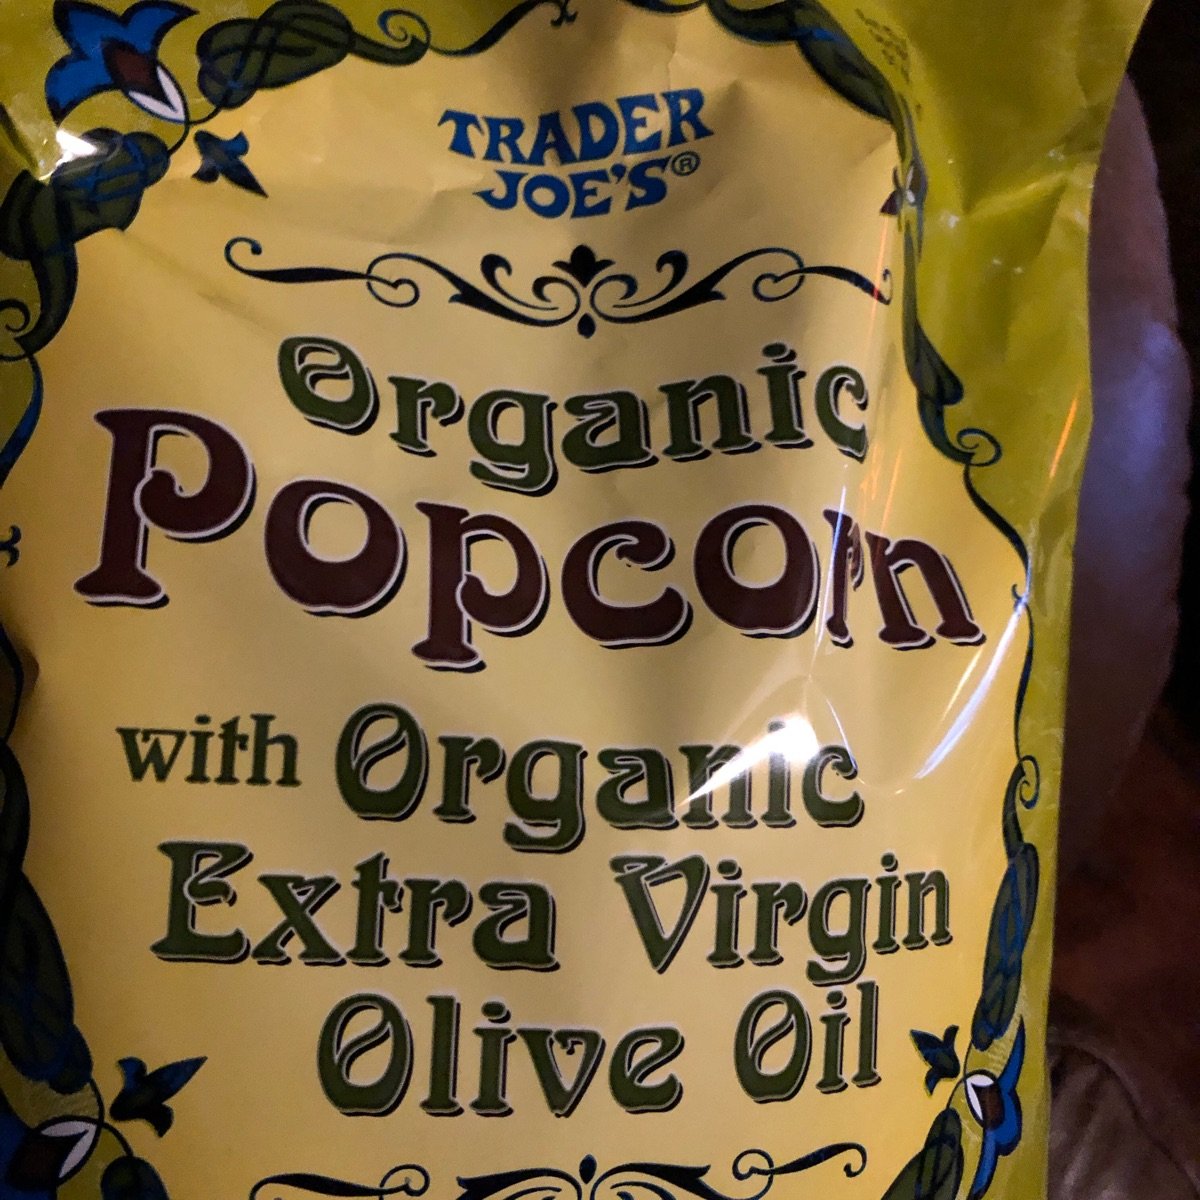 TRADER
JOE'S®
Organic
Popcorn
with Organic
Extra Virgin
Olive Oil